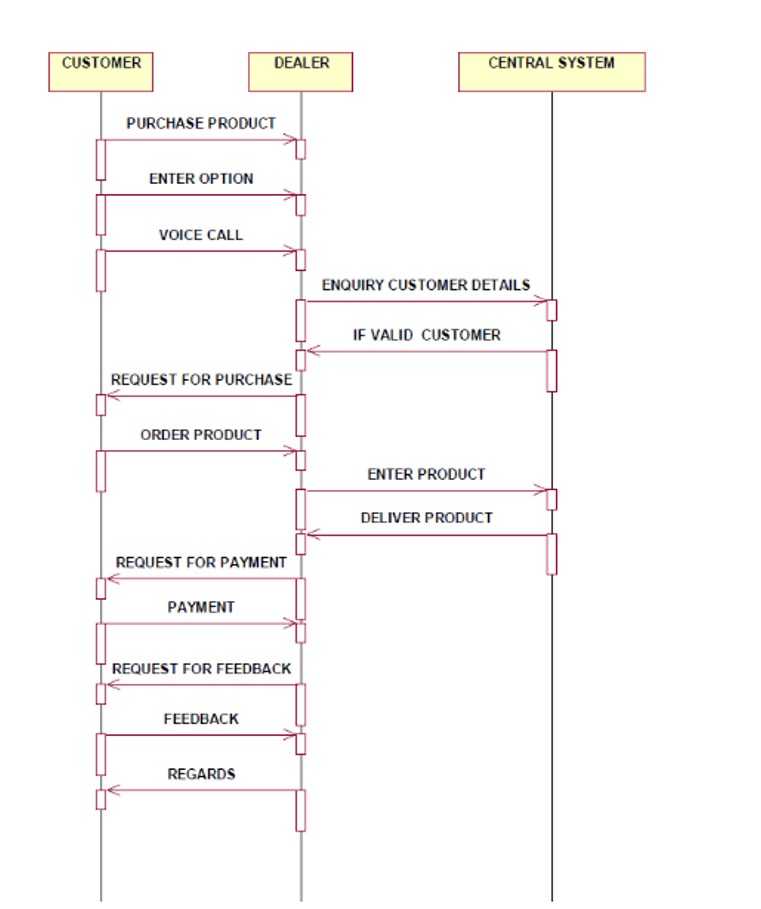 CUSTOMER
DEALER
CENTRAL SYSTEM
PURCHASE PRODUCT
ENTER OPTION
VOICE CALL
ENQUIRY CUSTOMER DETAILS
IF VALID CUSTOMER
REQUEST FOR PURCHASE
ORDER PRODUCT
ENTER PRODUCT
DELIVER PRODUCT
REQUEST FOR PAYMENT
PAYMENT
REQUEST FOR FEEDBACK
FEEDBACK
REGARDS